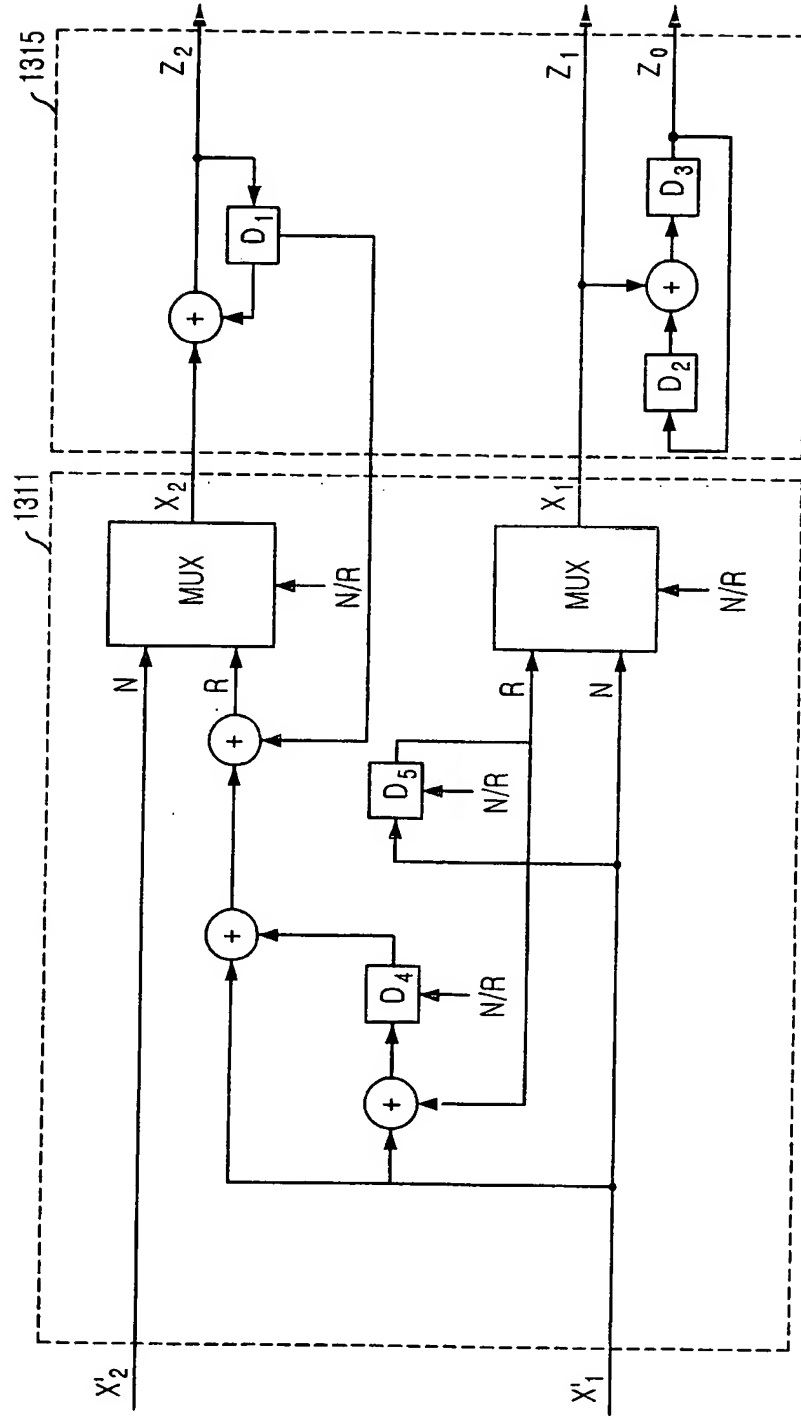 1311
1315
X'₂
N
MUX
X₂
Z₂
+
D₁
R
N/R
+
+
D₄
N/R
+
D₅
N/R
R
N
MUX
N/R
X₁
Z₁
+
D₂
D₃
Z₀
X'₁